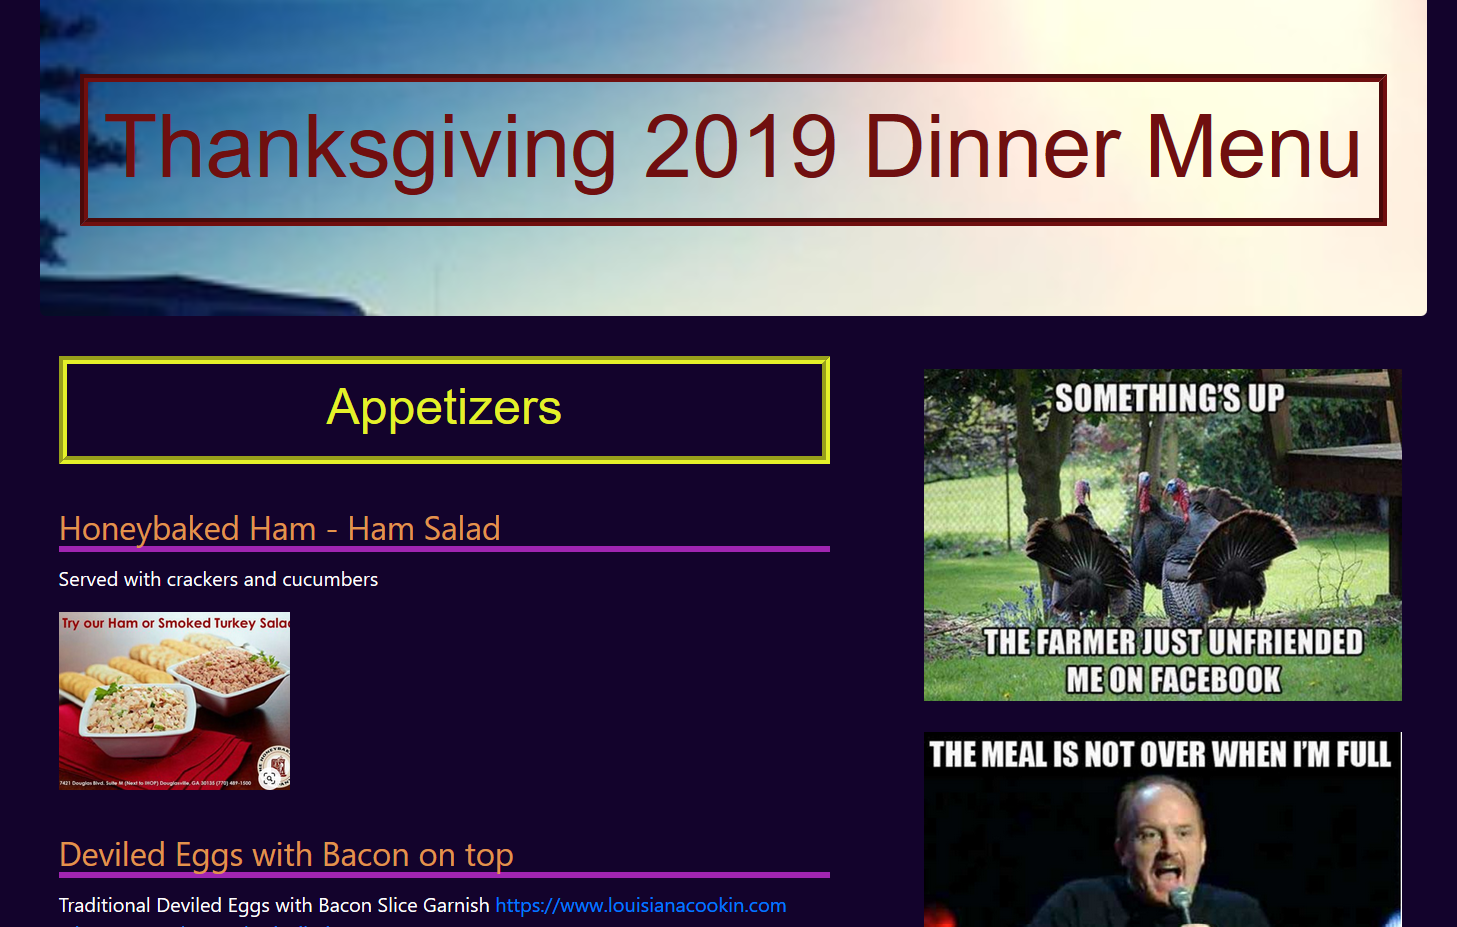 Thanksgiving 2019 Dinner Menu
Appetizers
Honeybaked Ham - Ham Salad
Served with crackers and cucumbers
Try our Ham or Smoked Turkey Salad
7421 Douglas Blvd. Suite M (Next to IHOP) Douglasville, GA 30135 (770) 489-1500
Deviled Eggs with Bacon on top
Traditional Deviled Eggs with Bacon Slice Garnish https://www.louisianacookin.com
SOMETHING'S UP
THE FARMER JUST UNFRIENDED
ME ON FACEBOOK
THE MEAL IS NOT OVER WHEN I'M FULL